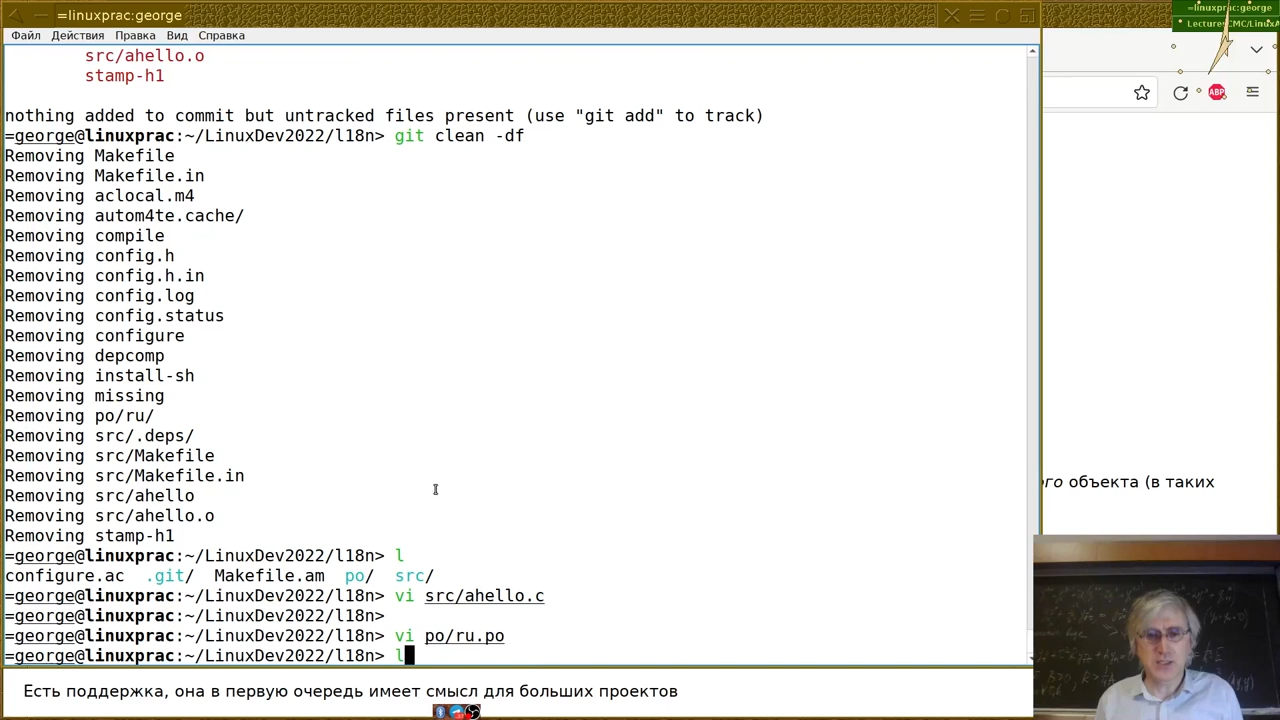 =linuxprac:george
=linuxprac:george
Lectures/CMC/LinuxA
Файл Действия Правка Вид Справка
src/ahello.o
stamp-h1
nothing added to commit but untracked files present (use "git add" to track)
=george@linuxprac:~/LinuxDev2022/l18n> git clean -df
Removing Makefile
Removing Makefile.in
Removing aclocal.m4
Removing autom4te.cache/
Removing compile
Removing config.h
Removing config.h.in
Removing config.log
Removing config.status
Removing configure
Removing depcomp
Removing install-sh
Removing missing
Removing po/ru/
Removing src/.deps/
Removing src/Makefile
Removing src/Makefile.in
Removing src/ahello
Removing src/ahello.o
Removing stamp-h1
=george@linuxprac:~/LinuxDev2022/l18n> l
configure.ac .git/ Makefile.am po/ src/
=george@linuxprac:~/LinuxDev2022/l18n> vi src/ahello.c
=george@linuxprac:~/LinuxDev2022/l18n>
=george@linuxprac:~/LinuxDev2022/l18n> vi po/ru.po
=george@linuxprac:~/LinuxDev2022/l18n> l
ABP
ого объекта (в таких
Есть поддержка, она в первую очередь имеет смысл для больших проектов